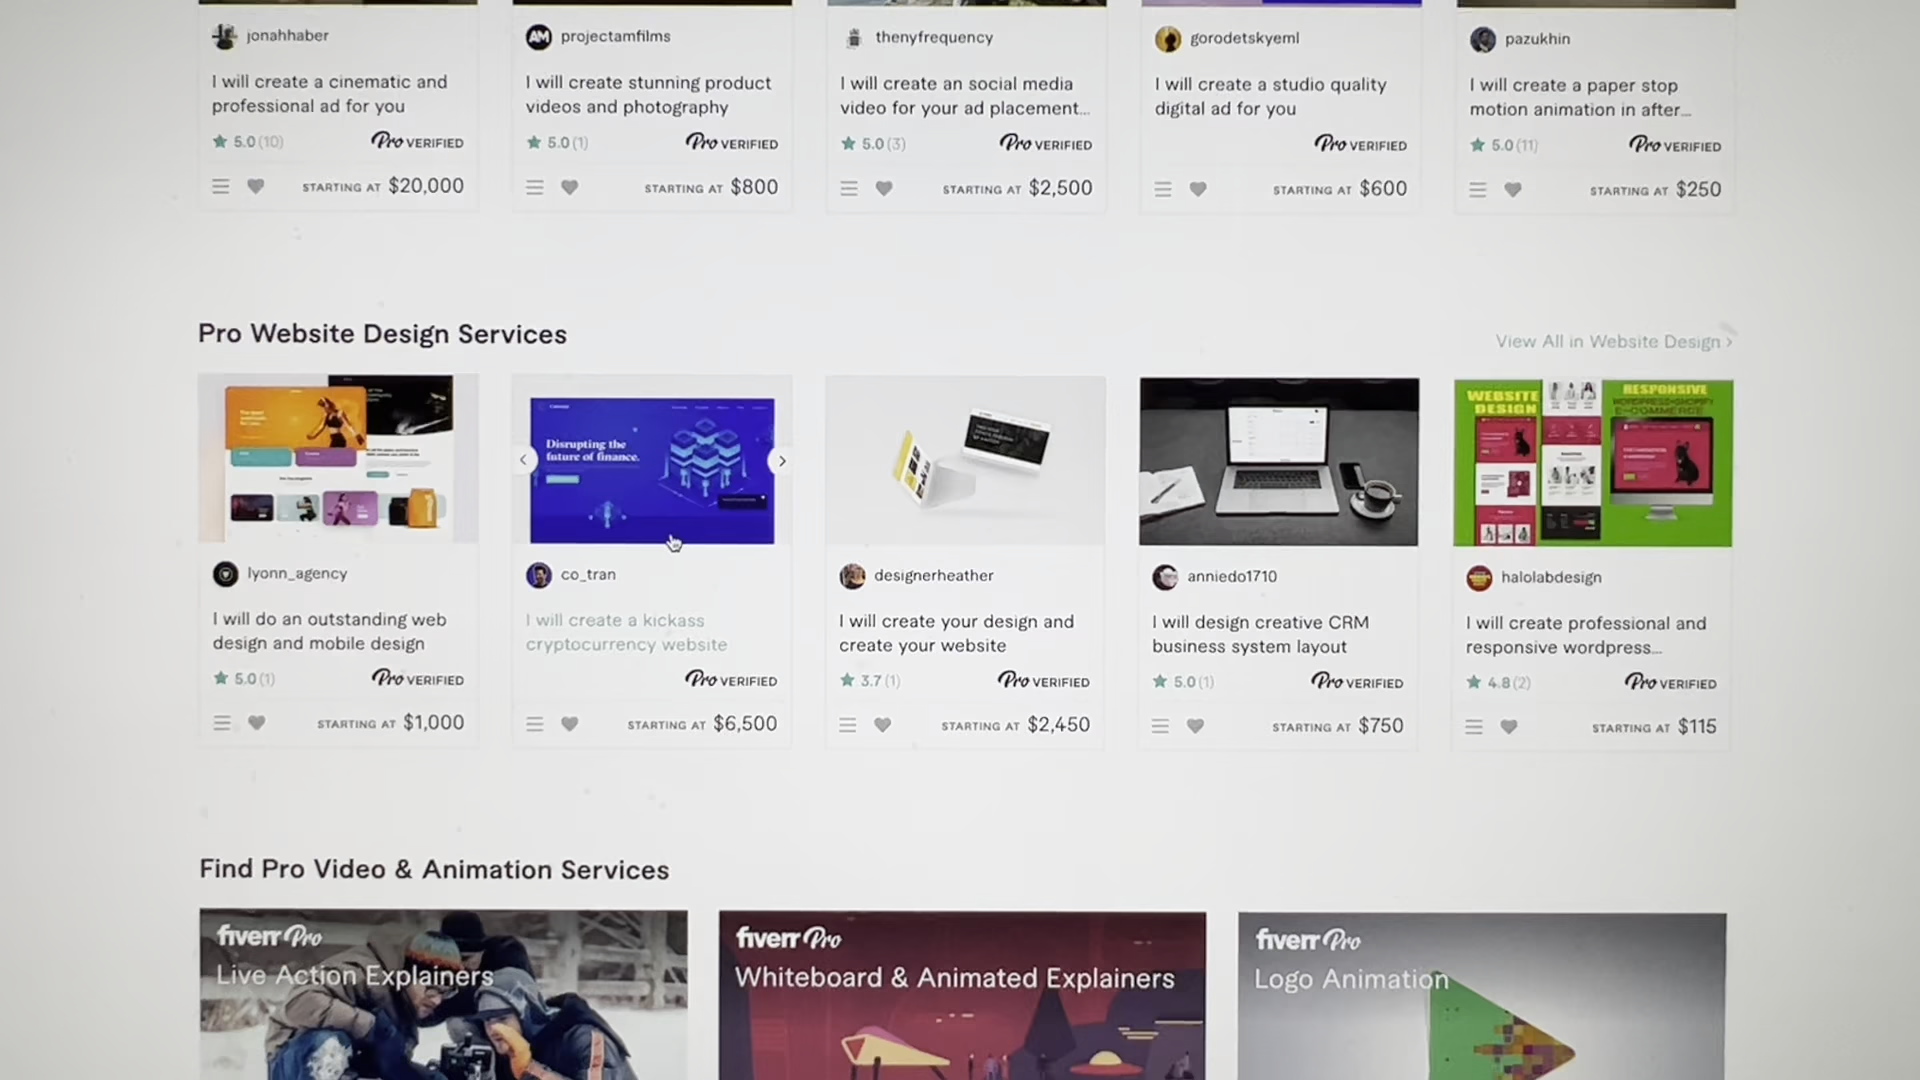 jonahhaber
I will create a cinematic and
professional ad for you
5.0 (10)
Pro VERIFIED
STARTING AT $20,000
AM
projectamfilms
I will create stunning product
videos and photography
5.0 (1)
Pro VERIFIED
STARTING AT $800
thenyfrequency
I will create an social media
video for your ad placement...
5.0 (3)
Pro VERIFIED
STARTING AT $2,500
gorodetskyeml
I will create a studio quality
digital ad for you
Pro VERIFIED
STARTING AT $600
pazukhin
I will create a paper stop
motion animation in after...
5.0 (11)
Pro VERIFIED
STARTING AT $250
Pro Website Design Services
View All in Website Design ›
lyonn_agency
I will do an outstanding web
design and mobile design
5.0 (1)
Pro VERIFIED
STARTING AT $1,000
Disrupting the
future of finance.
co_tran
I will create a kickass
cryptocurrency website
Pro VERIFIED
STARTING AT $6,500
designerheather
I will create your design and
create your website
3.7 (1)
Pro VERIFIED
STARTING AT $2,450
anniedo1710
I will design creative CRM
business system layout
5.0 (1)
Pro VERIFIED
STARTING AT $750
WEBSITE
DESIGN
RESPONSIVE
E-COMMERCE
halolabdesign
I will create professional and
responsive wordpress...
4.8 (2)
Pro VERIFIED
STARTING AT $115
Find Pro Video & Animation Services
fiverr Pro
Live Action Explainers
fiverr Pro
Whiteboard & Animated Explainers
fiverr Pro
Logo Animation